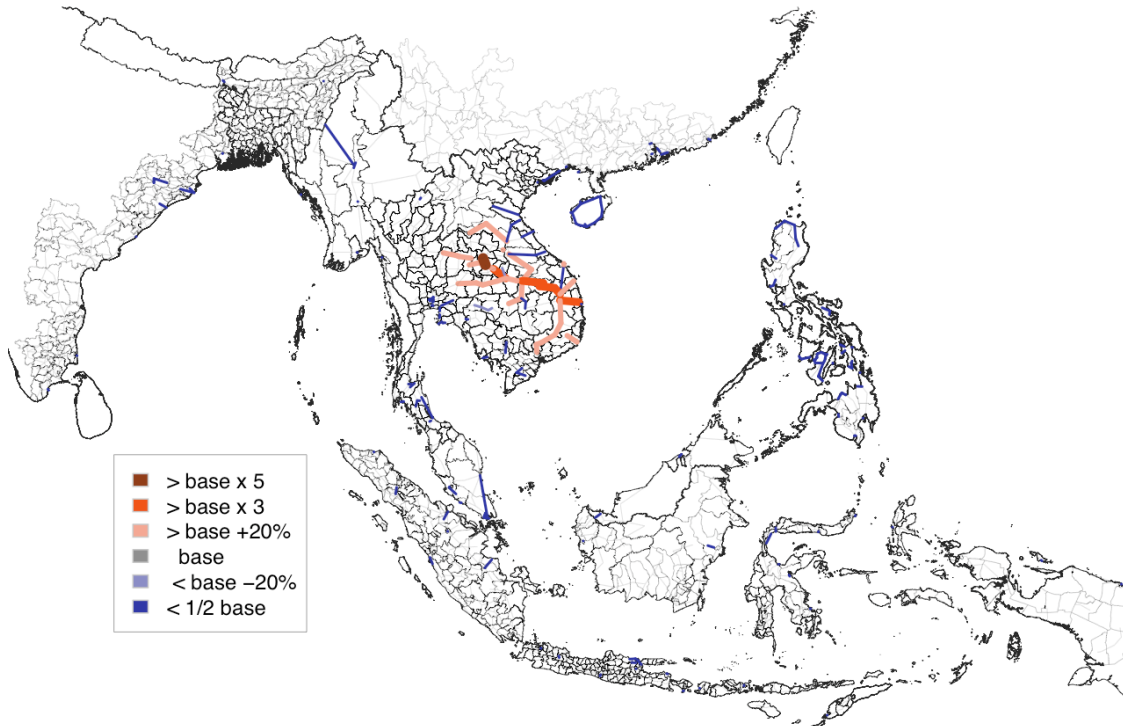 > base x 5
> base x 3
> base +20%
base
< base −20%
< 1/2 base